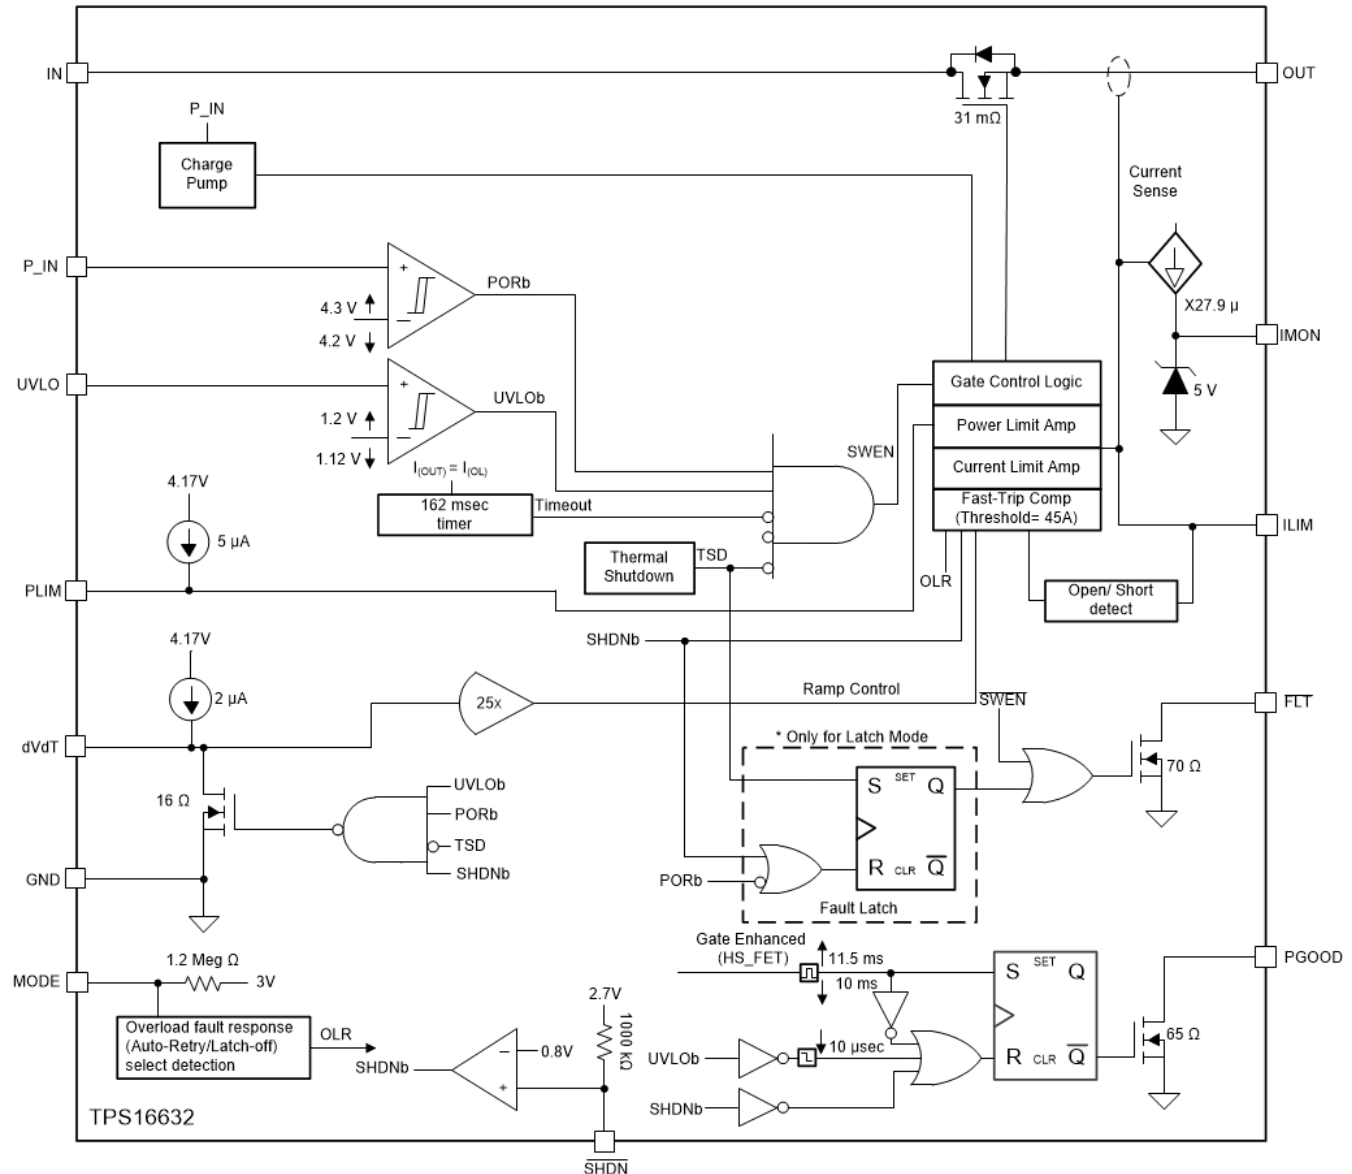 IN
OUT
31 mΩ
P_IN
Charge
Pump
Current
Sense
P_IN
+
–
4.3 V
4.2 V
PORb
X27.9 μ
IMON
5 V
UVLO
+
–
1.2 V
1.12 V
UVLOb
I(OUT) = I(OL)
162 msec
timer
Timeout
SWEN
Gate Control Logic
Power Limit Amp
Current Limit Amp
Fast-Trip Comp
(Threshold= 45A)
ILIM
4.17V
5 μA
PLIM
Thermal
Shutdown
TSD
OLR
Open/ Short
detect
SHDNb
4.17V
2 μA
dVdT
25x
Ramp Control
SWEN
FLT
70 Ω
* Only for Latch Mode
S
SET
Q
R
CLR
Q
PORb
Fault Latch
16 Ω
UVLOb
PORb
TSD
SHDNb
GND
MODE
1.2 Meg Ω
3V
Overload fault response
(Auto-Retry/Latch-off)
select detection
OLR
SHDNb
–
+
0.8V
2.7V
1000 KΩ
SHDN
Gate Enhanced
(HS_FET)
11.5 ms
10 ms
UVLOb
10 μsec
SHDNb
S
SET
Q
R
CLR
Q
PGOOD
65 Ω
TPS16632